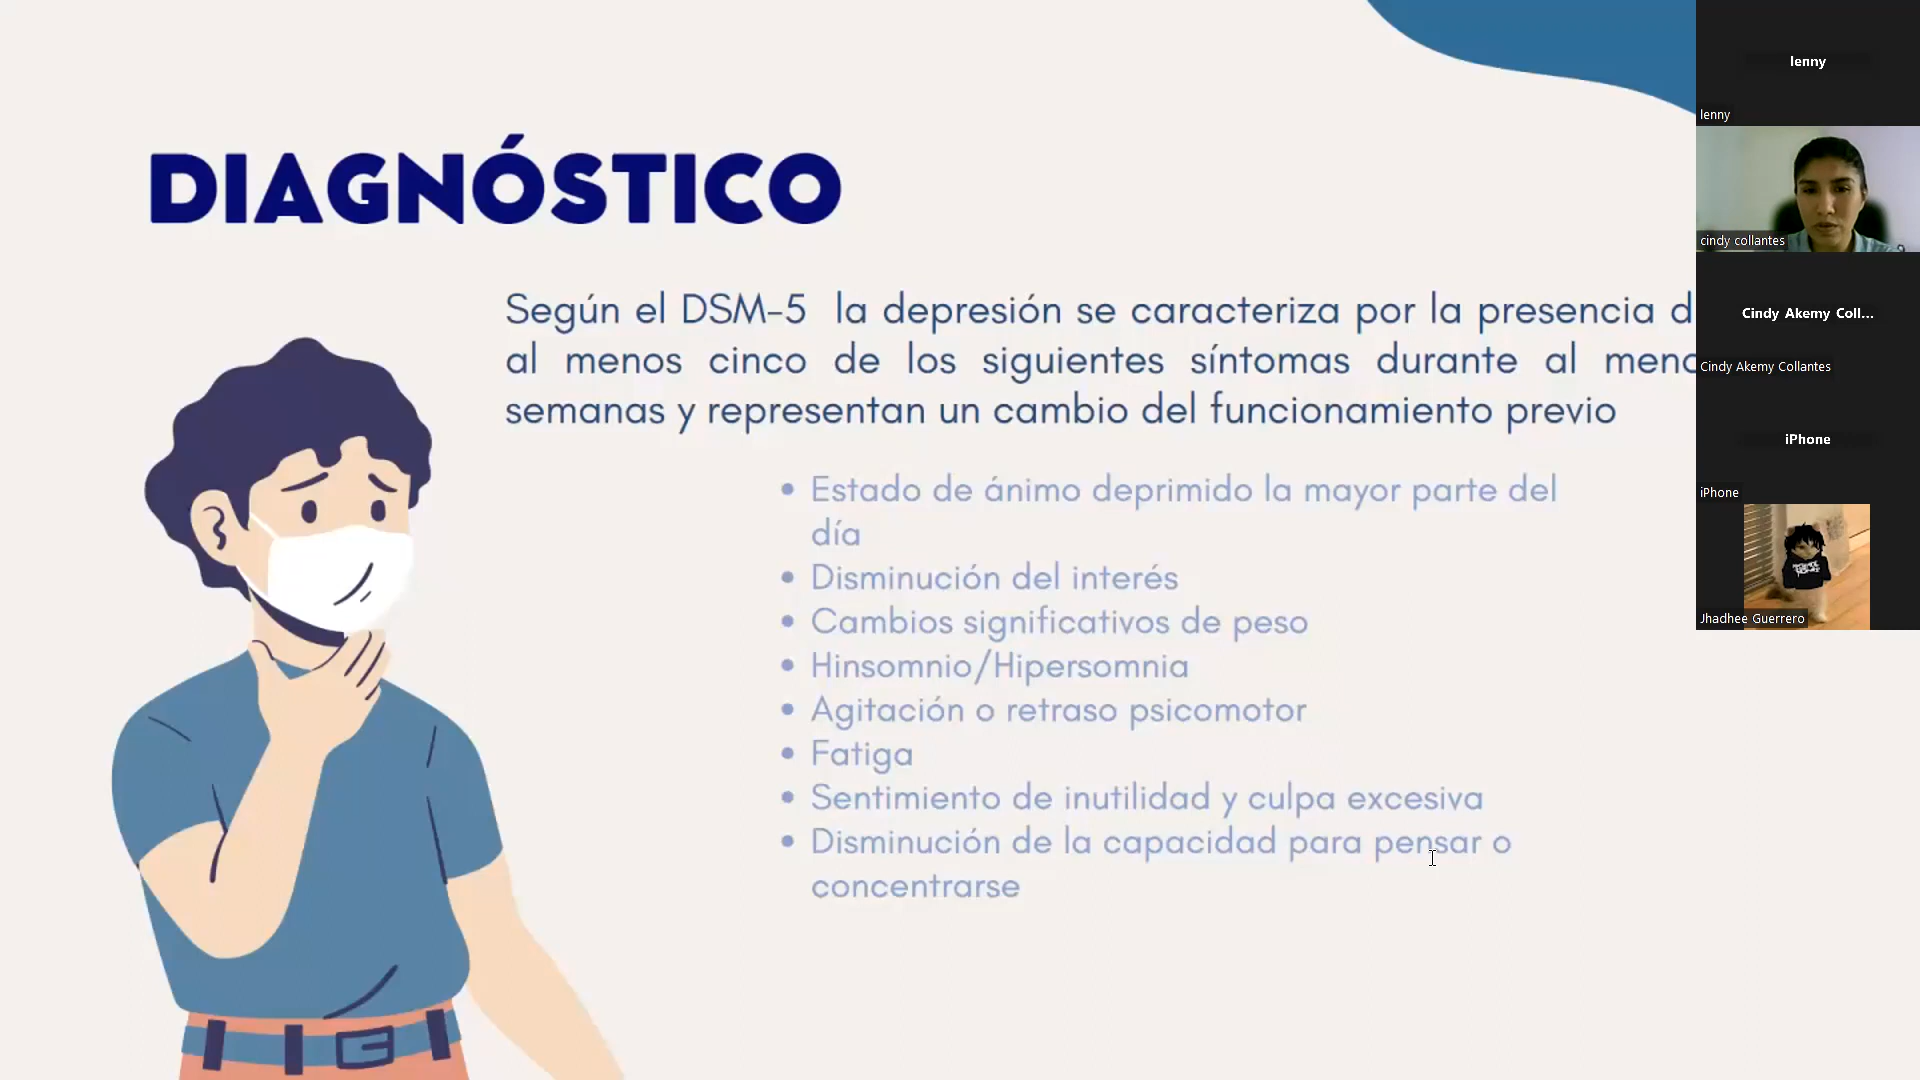 DIAGNÓSTICO
Según el DSM-5 la depresión se caracteriza por la presencia d
al menos cinco de los siguientes síntomas durante al meno
semanas y representan un cambio del funcionamiento previo
Estado de ánimo deprimido la mayor parte del
día
Disminución del interés
Cambios significativos de peso
Hinsomnio/Hipersomnia
Agitación o retraso psicomotor
Fatiga
Sentimiento de inutilidad y culpa excesiva
Disminución de la capacidad para pensar o
concentrarse
lenny
lenny
cindy collantes
Cindy Akemy Coll...
Cindy Akemy Collantes
iPhone
iPhone
Jhadhee Guerrero